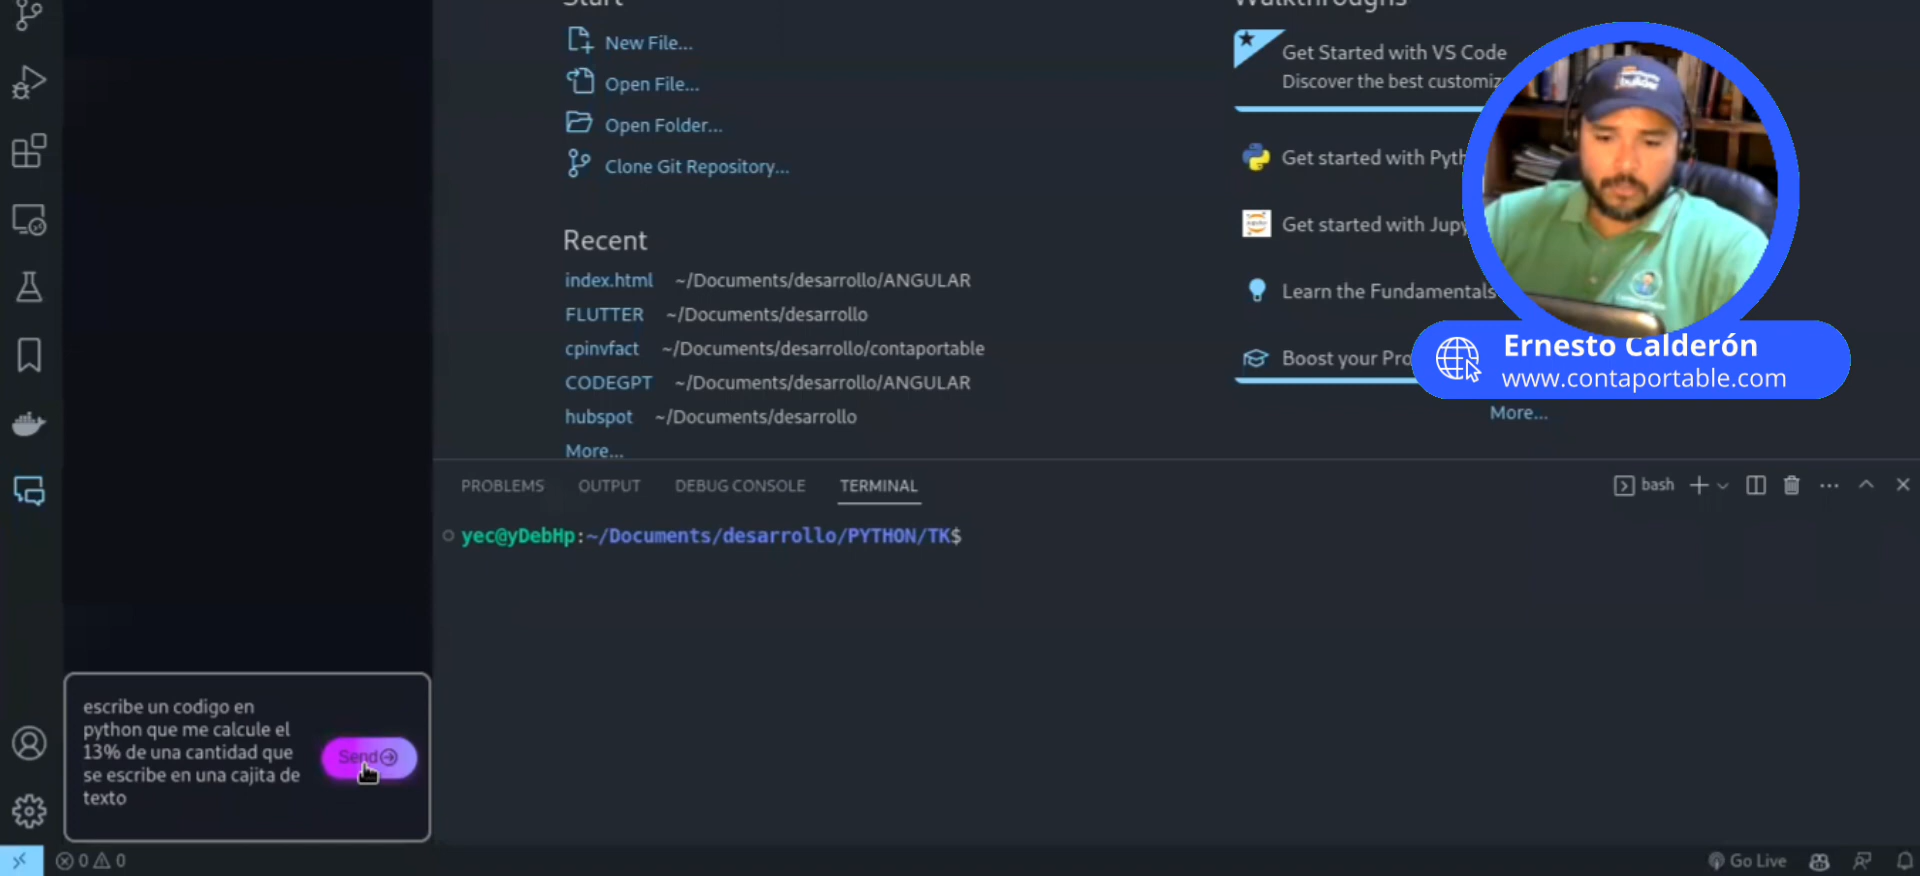 Start
New File...
Open File...
Open Folder...
Clone Git Repository...
Recent
index.html ~/Documents/desarrollo/ANGULAR
FLUTTER ~/Documents/desarrollo
cpinvfact ~/Documents/desarrollo/contaportable
CODEGPT ~/Documents/desarrollo/ANGULAR
hubspot ~/Documents/desarrollo
More...
Walkthroughs
Get Started with VS Code
Discover the best customiz
Get started with Pyth
Get started with Jupy
Learn the Fundamentals
Boost your Pro
More...
Ernesto Calderón
www.contaportable.com
PROBLEMS OUTPUT DEBUG CONSOLE TERMINAL
bash
yec@yDebHp:~/Documents/desarrollo/PYTHON/TK$
escribe un codigo en
python que me calcule el
13% de una cantidad que
se escribe en una cajita de
texto
Send
0 0
Go Live